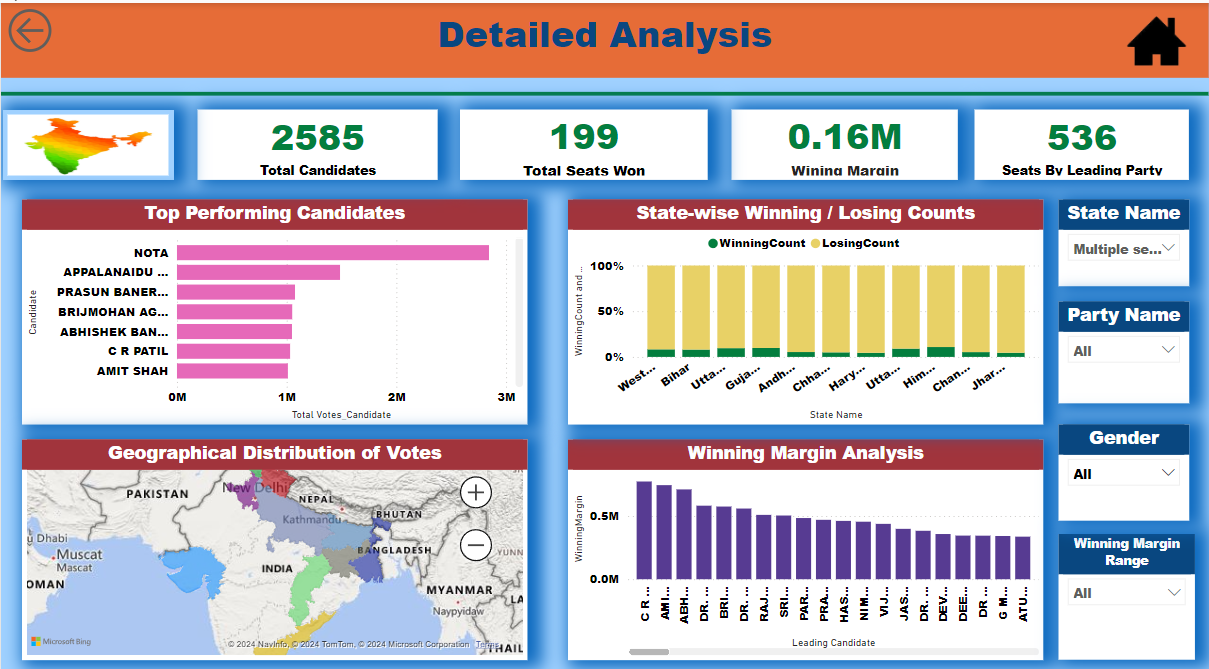 Detailed Analysis
2585
Total Candidates
199
Total Seats Won
0.16M
Wining Margin
536
Seats By Leading Party
Top Performing Candidates
Candidate
NOTA
APPALANAIDU ...
PRASUN BANER...
BRIJMOHAN AG...
ABHISHEK BAN...
C R PATIL
AMIT SHAH
0M 1M 2M 3M
Total Votes_Candidate
State-wise Winning / Losing Counts
WinningCount LosingCount
WinningCount and ...
100%
50%
0%
West... Bihar Utta... Guja... Andh... Chha... Hary... Utta... Him... Chan... Jhar...
State Name
State Name
Multiple se...
Party Name
All
Gender
All
Winning Margin
Range
All
Geographical Distribution of Votes
PAKISTAN
New Delhi
NEPAL
Kathmandu
BHUTAN
BANGLADESH
u Dhabi
Muscat
Mascat
OMAN
INDIA
YUNN
MYANMAR
LA
Naypyidaw
THAIL
Microsoft Bing
© 2024 NavInfo, © 2024 TomTom, © 2024 Microsoft Corporation Terms
Winning Margin Analysis
WinningMargin
0.5M
0.0M
C R ... AMI... ABH... DR. ... BRI... DR. ... RAJ... SRI... PAR... PRA... HAS... NIM... VIJ... JAS... DR. ... DEV... DEE... DR ... G M... ATU...
Leading Candidate